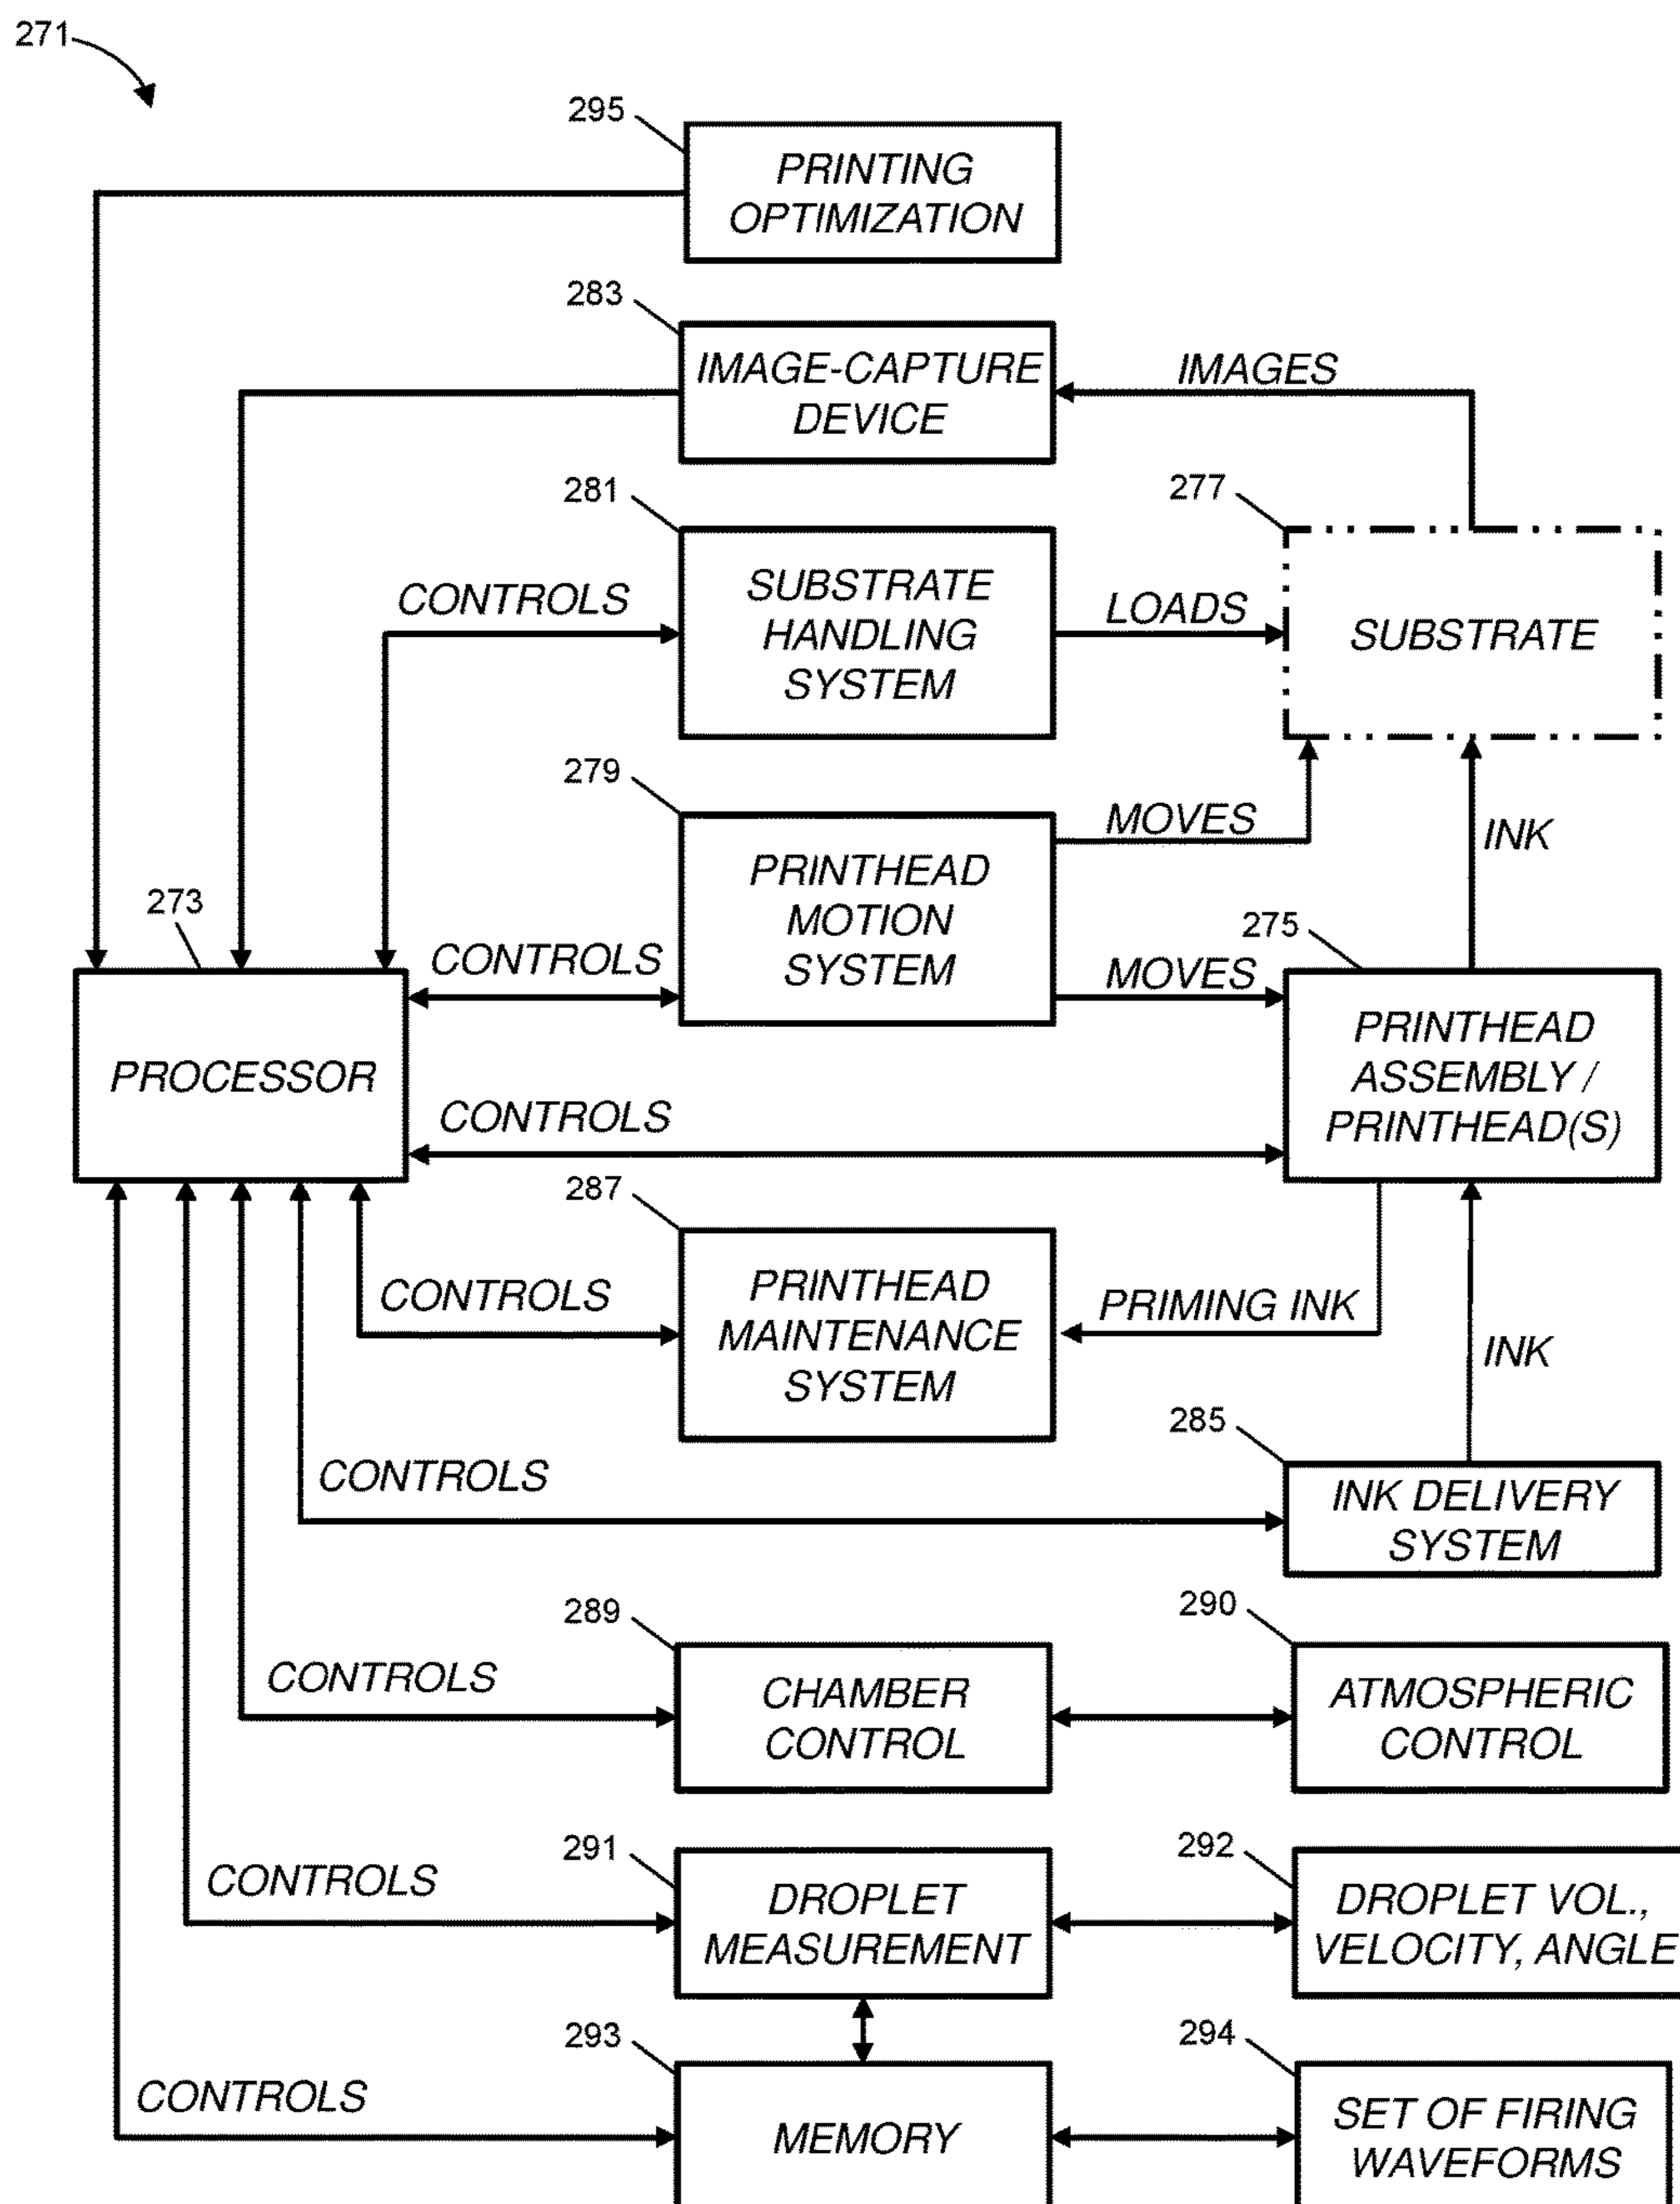 271
295
PRINTING
OPTIMIZATION
283
IMAGE-CAPTURE
DEVICE
IMAGES
281
277
CONTROLS
SUBSTRATE
HANDLING
SYSTEM
LOADS
SUBSTRATE
279
MOVES
INK
PRINTHEAD
MOTION
SYSTEM
273
275
CONTROLS
MOVES
PROCESSOR
PRINTHEAD
ASSEMBLY /
PRINTHEAD(S)
CONTROLS
287
CONTROLS
PRINTHEAD
MAINTENANCE
SYSTEM
PRIMING INK
INK
285
CONTROLS
INK DELIVERY
SYSTEM
289
290
CONTROLS
CHAMBER
CONTROL
ATMOSPHERIC
CONTROL
291
292
CONTROLS
DROPLET
MEASUREMENT
DROPLET VOL.,
VELOCITY, ANGLE
293
294
CONTROLS
MEMORY
SET OF FIRING
WAVEFORMS